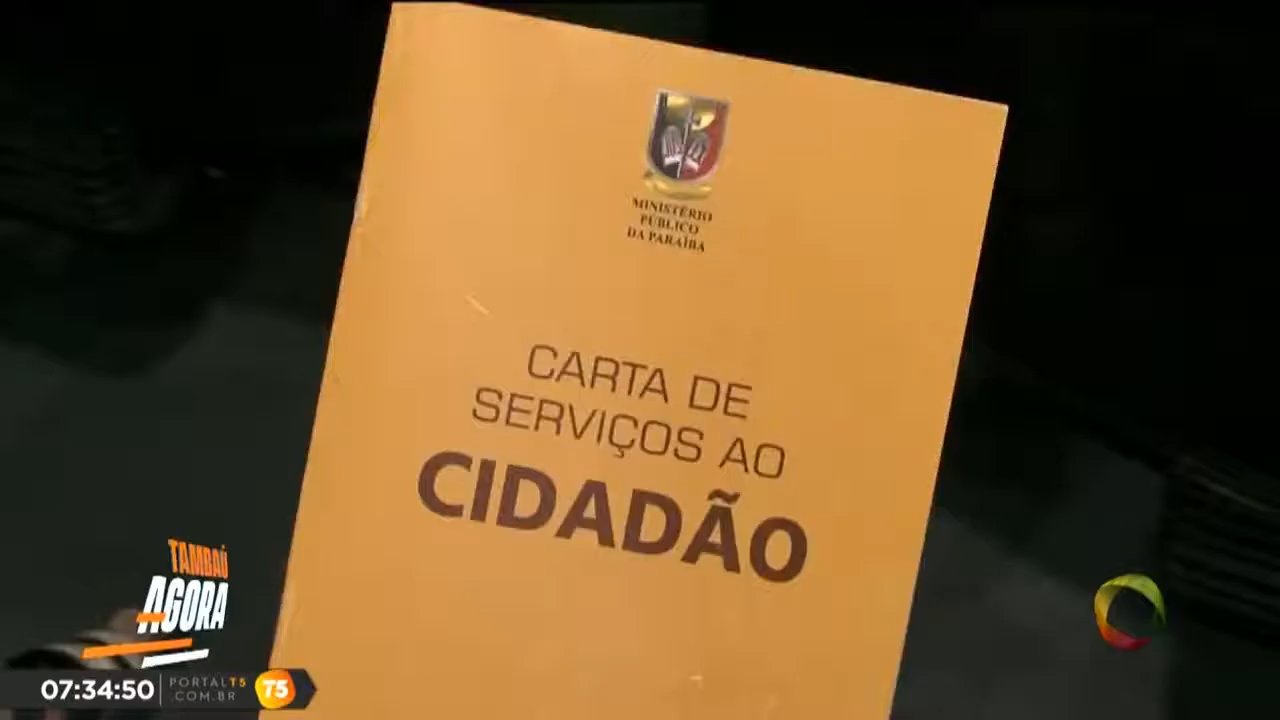 MINISTÉRIO
PÚBLICO
DA PARAÍBA
CARTA DE
SERVIÇOS AO
CIDADÃO
TAMBAÚ
AGORA
07:34:50
PORTALT5
.COM.BR
T5